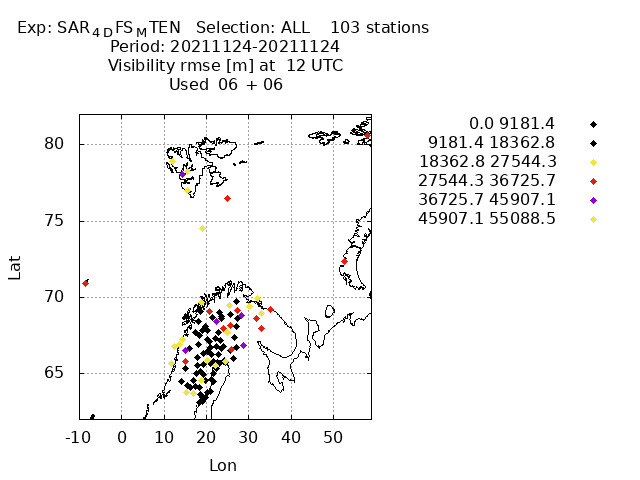 Exp: SAR4DFSMTEN Selection: ALL 103 stations
Period: 20211124-20211124
Visibility rmse [m] at 12 UTC
Used 06 + 06
0.0 9181.4
9181.4 18362.8
18362.8 27544.3
27544.3 36725.7
36725.7 45907.1
45907.1 55088.5
80
75
70
65
Lat
-10 0 10 20 30 40 50
Lon